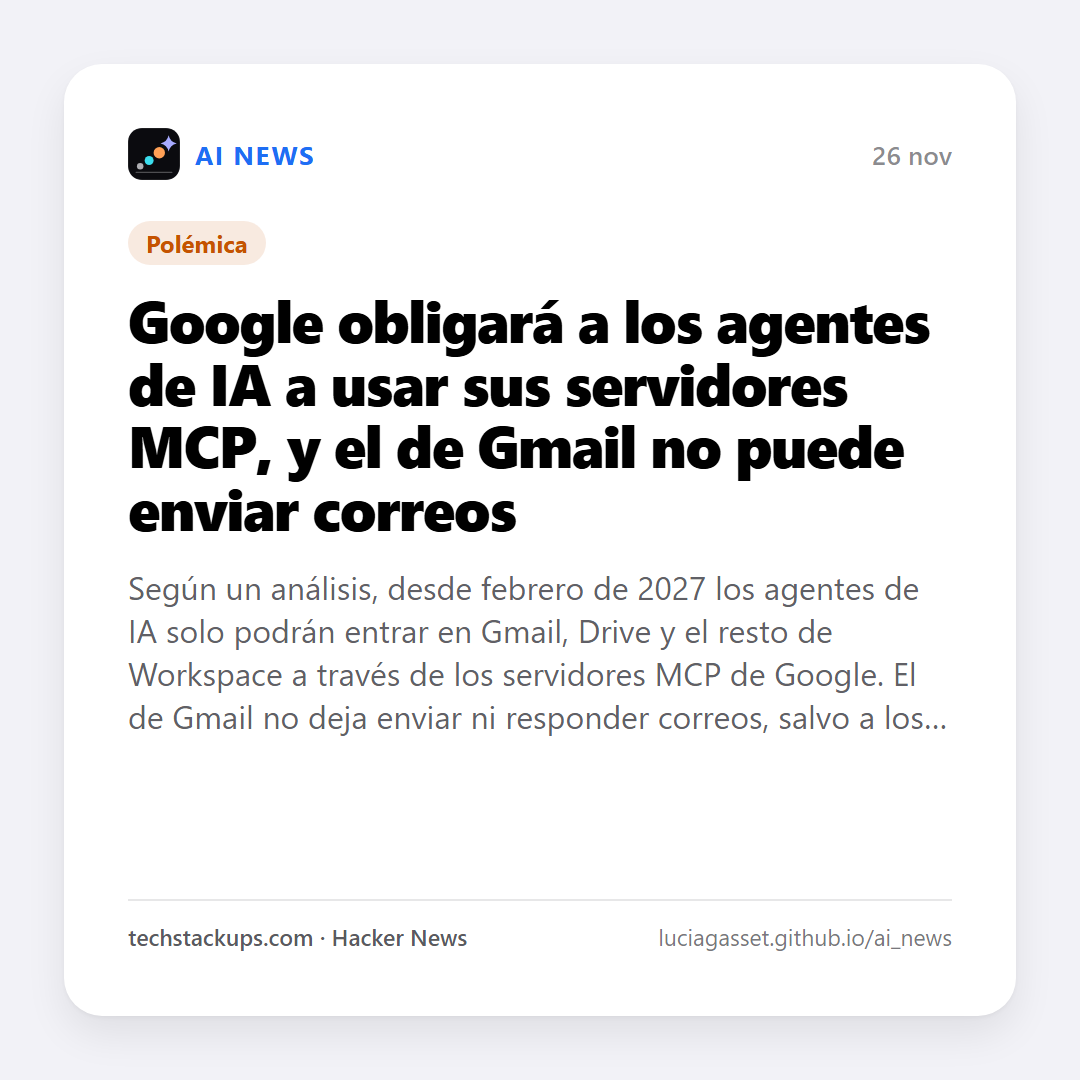 AI NEWS
26 nov
Polémica
Google obligará a los agentes
de IA a usar sus servidores
MCP, y el de Gmail no puede
enviar correos
Según un análisis, desde febrero de 2027 los agentes de
IA solo podrán entrar en Gmail, Drive y el resto de
Workspace a través de los servidores MCP de Google. El
de Gmail no deja enviar ni responder correos, salvo a los...
techstackups.com · Hacker News
luciagasset.github.io/ai_news